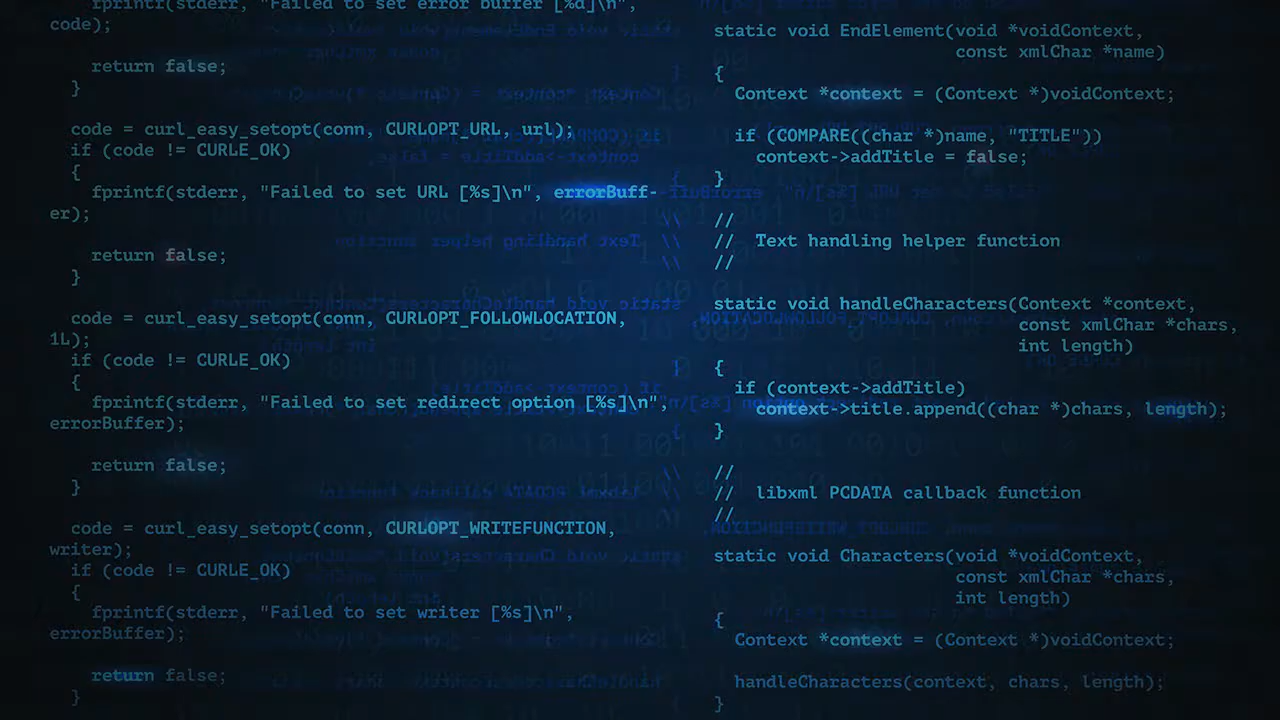 fprintf(stderr, "Failed to set error buffer [%d]\n",
code);
return false;
}
code = curl_easy_setopt(conn, CURLOPT_URL, url);
if (code != CURLE_OK)
{
fprintf(stderr, "Failed to set URL [%s]\n", errorBuff-
er);
return false;
}
code = curl_easy_setopt(conn, CURLOPT_FOLLOWLOCATION,
1L);
if (code != CURLE_OK)
{
fprintf(stderr, "Failed to set redirect option [%s]\n",
errorBuffer);
return false;
}
code = curl_easy_setopt(conn, CURLOPT_WRITEFUNCTION,
writer);
if (code != CURLE_OK)
{
fprintf(stderr, "Failed to set writer [%s]\n",
errorBuffer);
return false;
}
static void EndElement(void *voidContext,
const xmlChar *name)
{
Context *context = (Context *)voidContext;
if (COMPARE((char *)name, "TITLE"))
context->addTitle = false;
}
//
// Text handling helper function
//
static void handleCharacters(Context *context,
const xmlChar *chars,
int length)
{
if (context->addTitle)
context->title.append((char *)chars, length);
}
//
// libxml PCDATA callback function
//
static void Characters(void *voidContext,
const xmlChar *chars,
int length)
{
Context *context = (Context *)voidContext;
handleCharacters(context, chars, length);
}